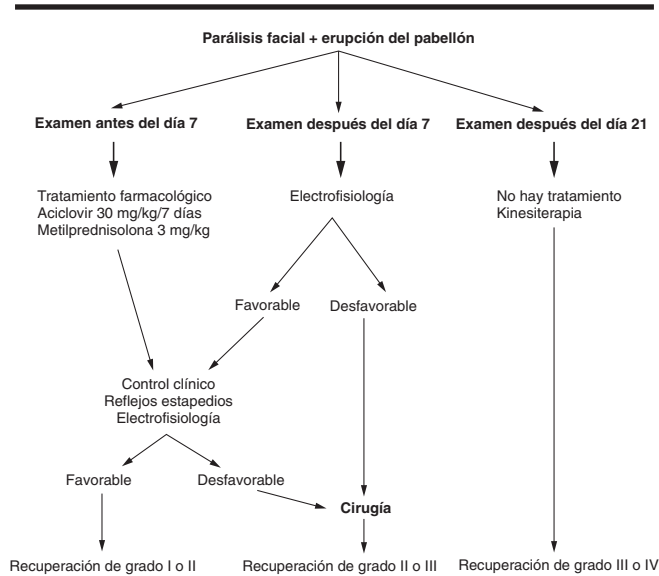 Parálisis facial + erupción del pabellón
Examen antes del día 7
Examen después del día 7
Examen después del día 21
Tratamiento farmacológico
Aciclovir 30 mg/kg/7 días
Metilprednisolona 3 mg/kg
Electrofisiología
No hay tratamiento
Kinesiterapia
Favorable
Desfavorable
Control clínico
Reflejos estapedios
Electrofisiología
Favorable
Desfavorable
Cirugía
Recuperación de grado I o II
Recuperación de grado II o III
Recuperación de grado III o IV